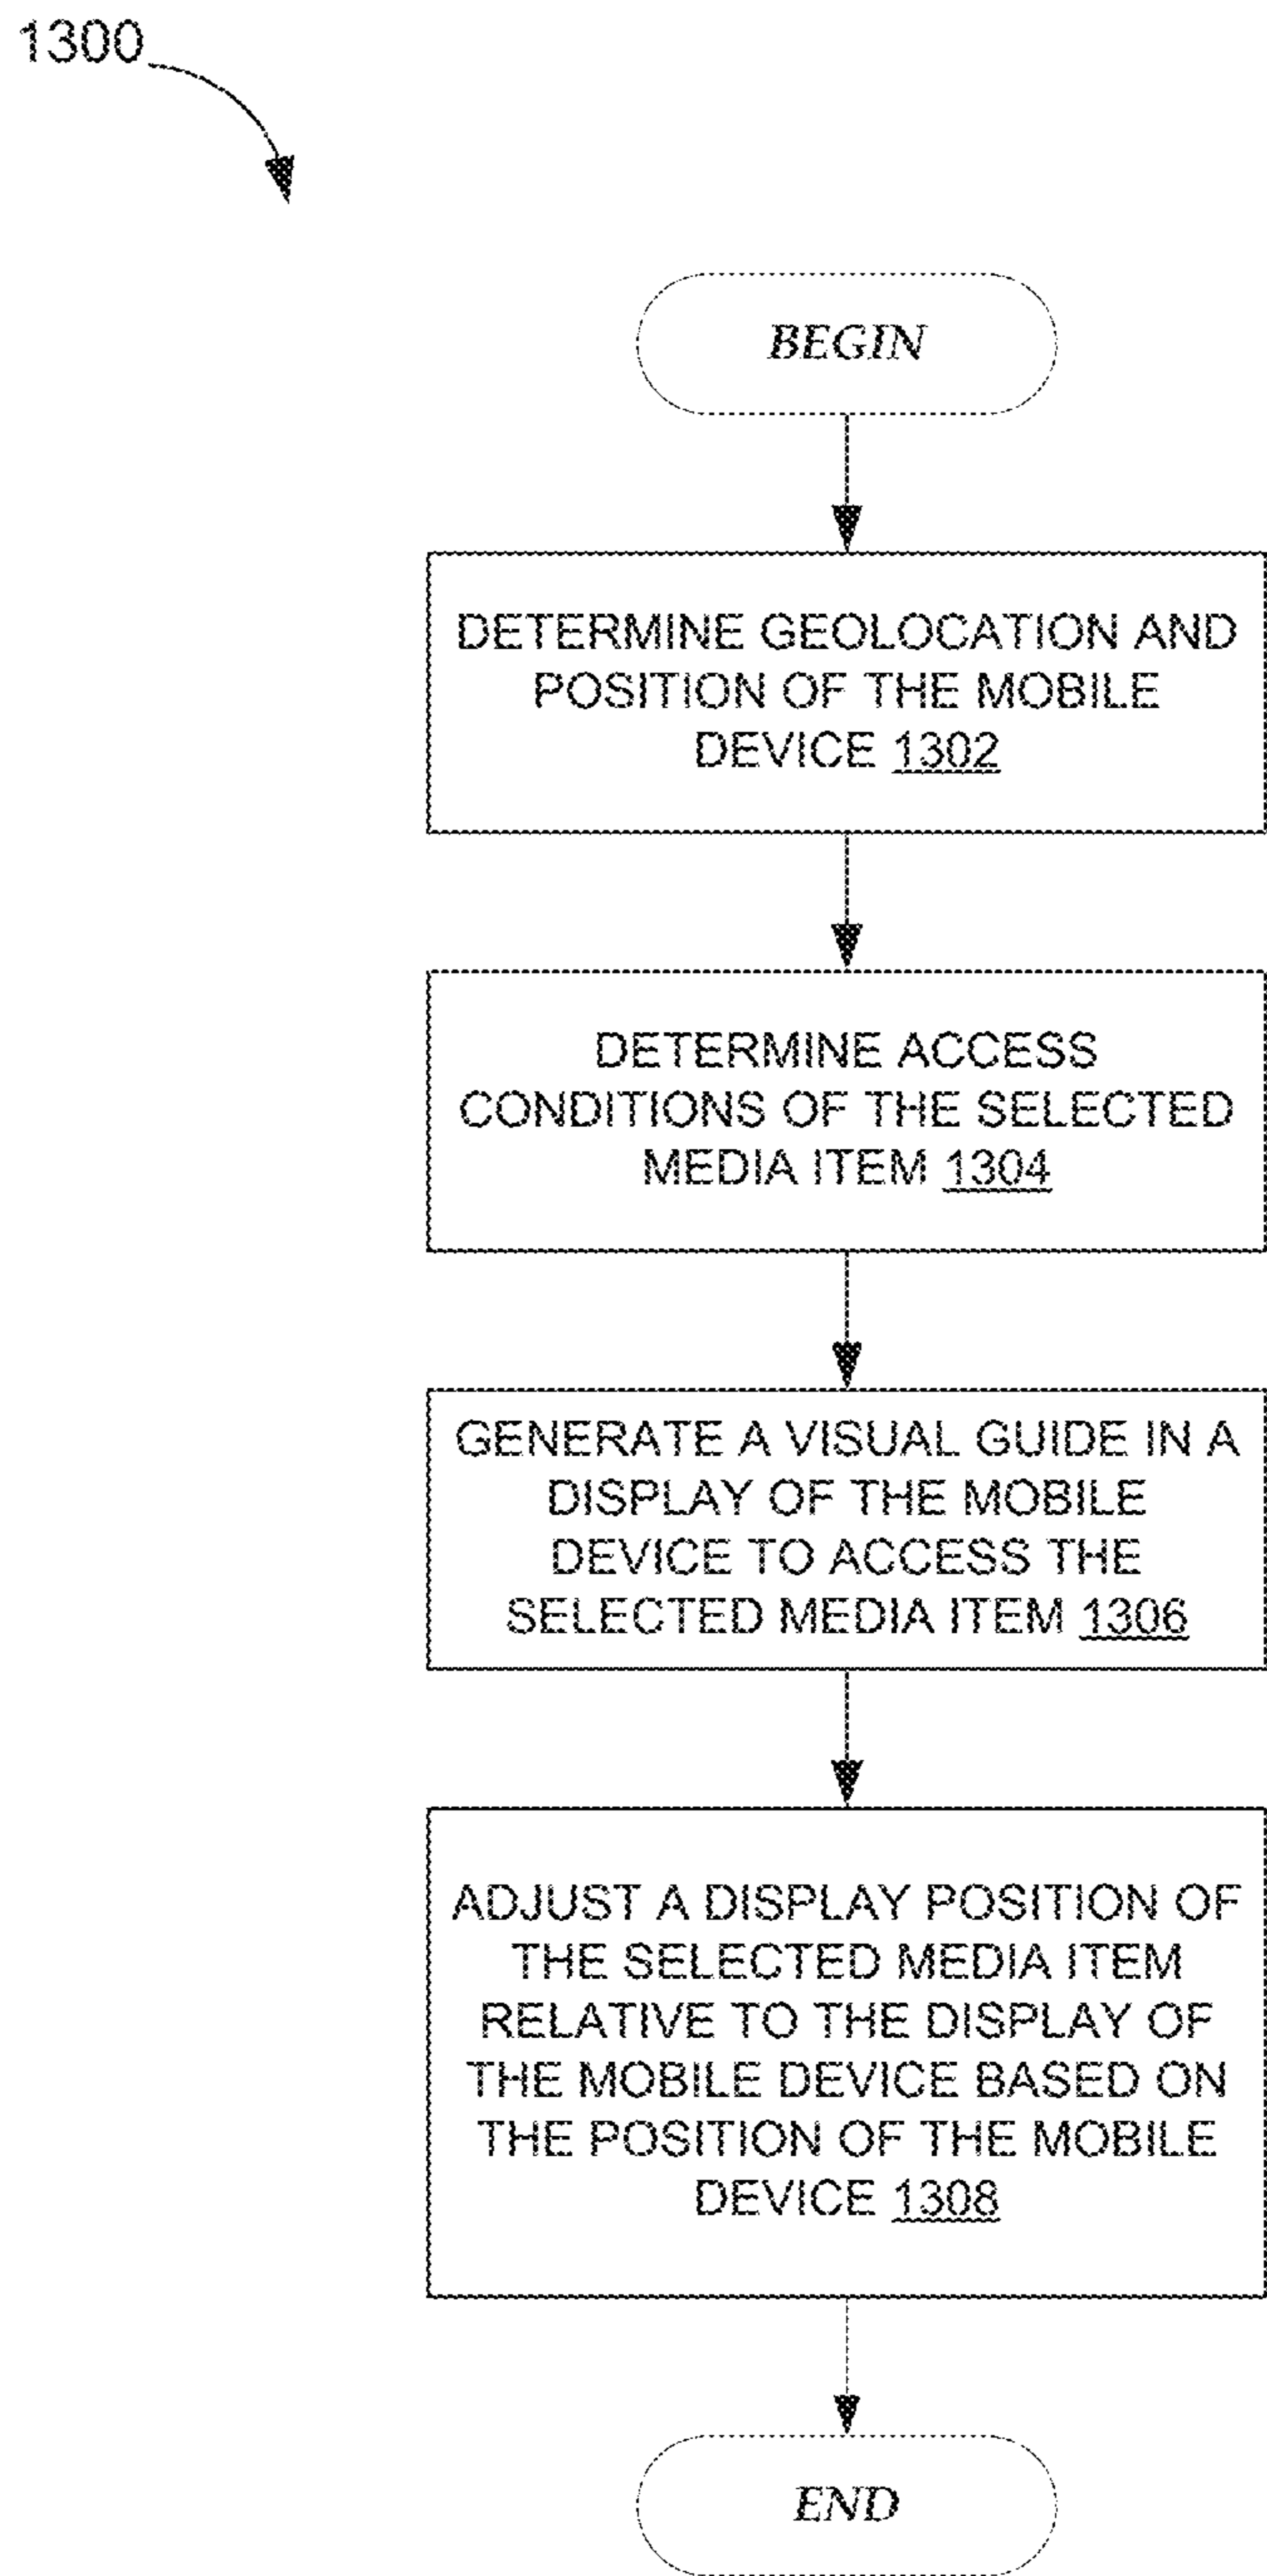 1300
BEGIN
DETERMINE GEOLOCATION AND
POSITION OF THE MOBILE
DEVICE 1302
DETERMINE ACCESS
CONDITIONS OF THE SELECTED
MEDIA ITEM 1304
GENERATE A VISUAL GUIDE IN A
DISPLAY OF THE MOBILE
DEVICE TO ACCESS THE
SELECTED MEDIA ITEM 1306
ADJUST A DISPLAY POSITION OF
THE SELECTED MEDIA ITEM
RELATIVE TO THE DISPLAY OF
THE MOBILE DEVICE BASED ON
THE POSITION OF THE MOBILE
DEVICE 1308
END